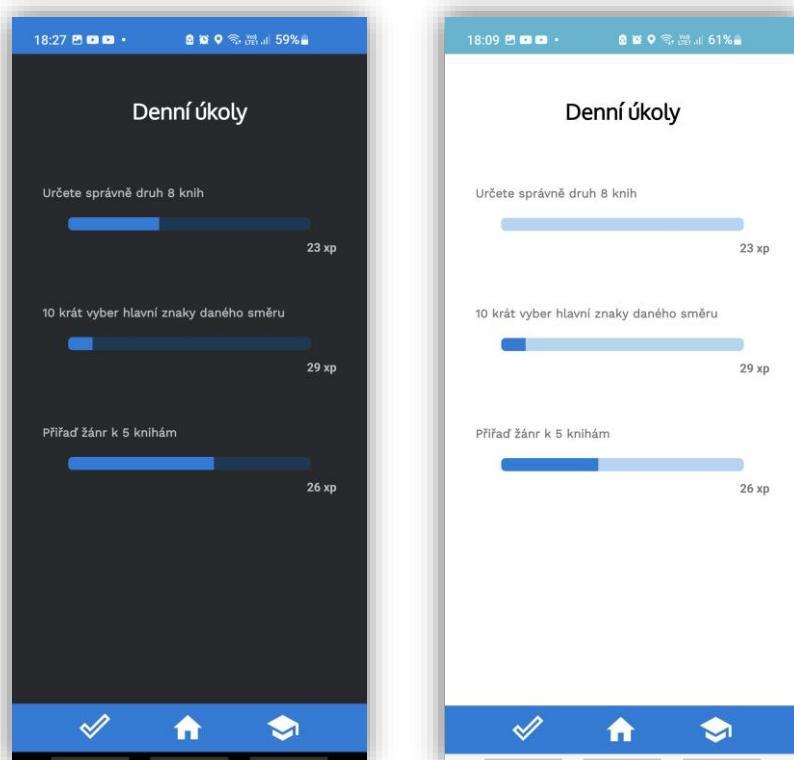 18:27
59%
Denní úkoly
Určete správně druh 8 knih
23 xp
10 krát vyber hlavní znaky daného směru
29 xp
Přiřaď žánr k 5 knihám
26 xp
18:09
61%
Denní úkoly
Určete správně druh 8 knih
23 xp
10 krát vyber hlavní znaky daného směru
29 xp
Přiřaď žánr k 5 knihám
26 xp